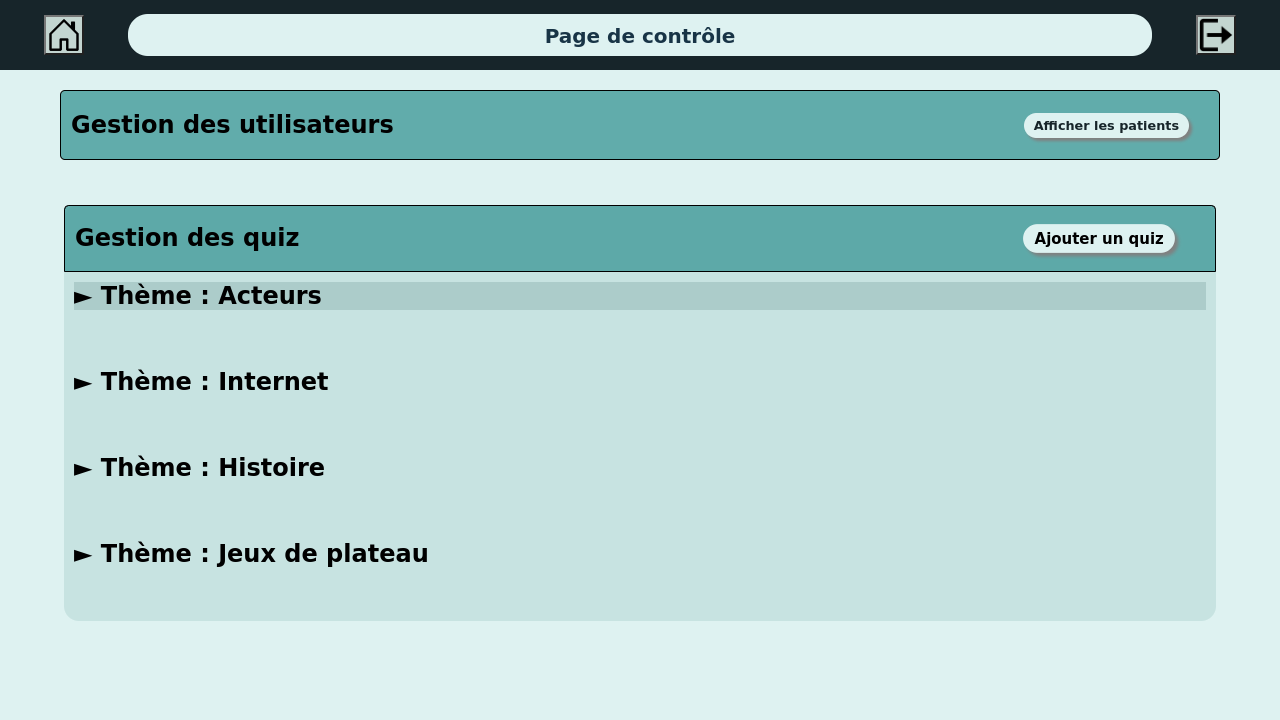 Page de contrôle
Gestion des utilisateurs
Afficher les patients
Gestion des quiz
Ajouter un quiz
► Thème : Acteurs
► Thème : Internet
► Thème : Histoire
► Thème : Jeux de plateau